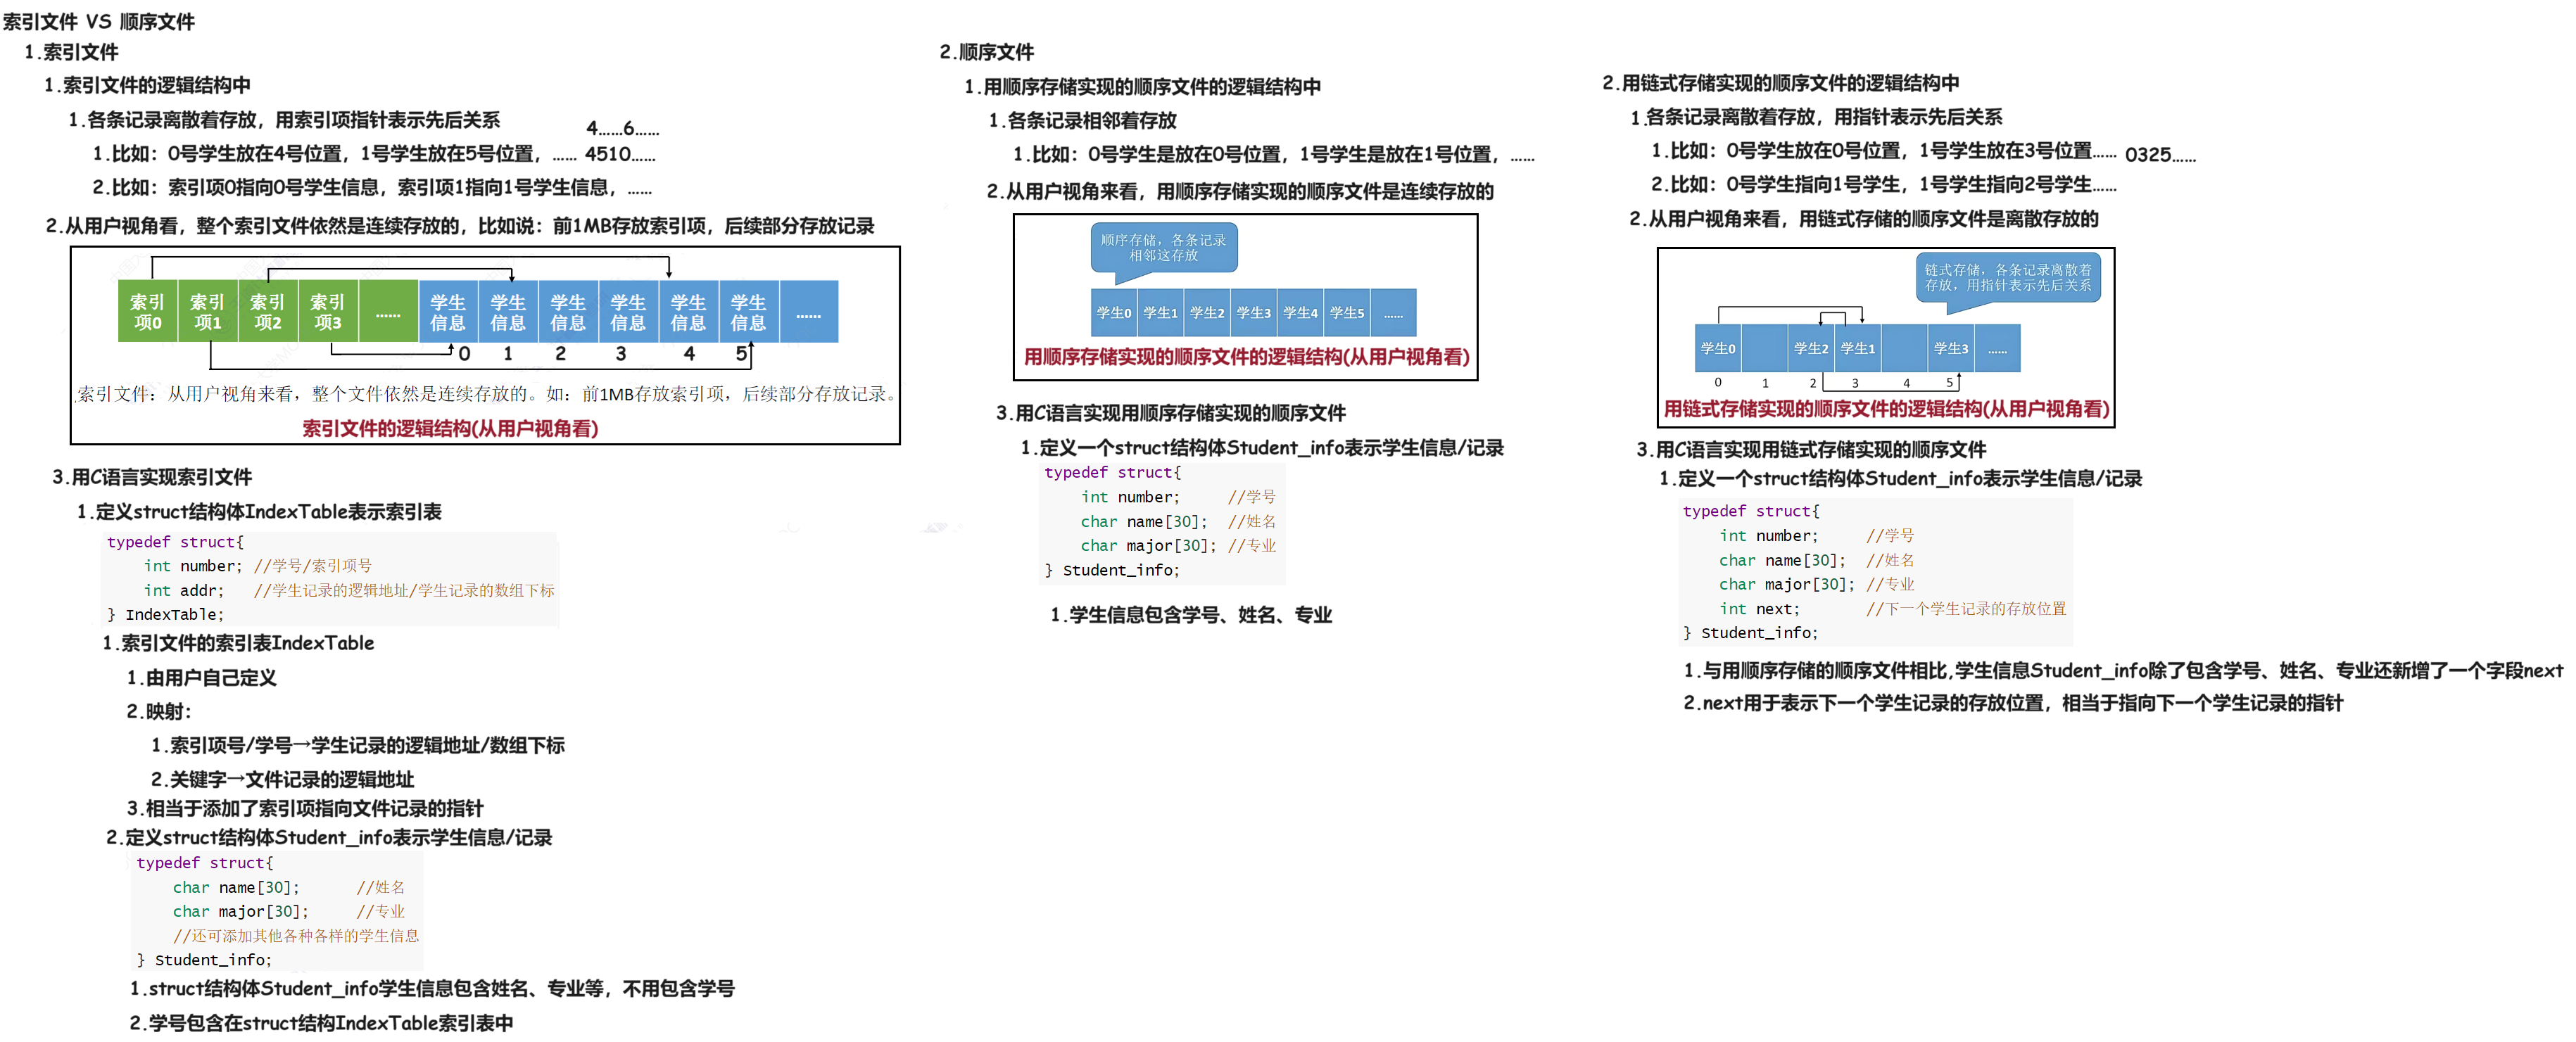 索引文件 VS 顺序文件
1.索引文件
1.索引文件的逻辑结构中
1.各条记录离散着存放，用索引项指针表示先后关系
4……6……
1.比如：0号学生放在4号位置，1号学生放在5号位置，…… 4510……
2.比如：索引项0指向0号学生信息，索引项1指向1号学生信息，……
2.从用户视角看，整个索引文件依然是连续存放的，比如说：前1MB存放索引项，后续部分存放记录
索引项0 索引项1 索引项2 索引项3 …… 学生信息 学生信息 学生信息 学生信息 学生信息 学生信息 ……
0 1 2 3 4 5
索引文件：从用户视角来看，整个文件依然是连续存放的。如：前1MB存放索引项，后续部分存放记录。
索引文件的逻辑结构(从用户视角看)
3.用C语言实现索引文件
1.定义struct结构体IndexTable表示索引表
typedef struct{
int number; //学号/索引项号
int addr; //学生记录的逻辑地址/学生记录的数组下标
} IndexTable;
1.索引文件的索引表IndexTable
1.由用户自己定义
2.映射：
1.索引项号/学号→学生记录的逻辑地址/数组下标
2.关键字→文件记录的逻辑地址
3.相当于添加了索引项指向文件记录的指针
2.定义struct结构体Student_info表示学生信息/记录
typedef struct{
char name[30]; //姓名
char major[30]; //专业
//还可添加其他各种各样的学生信息
} Student_info;
1.struct结构体Student_info学生信息包含姓名、专业等，不用包含学号
2.学号包含在struct结构IndexTable索引表中
2.顺序文件
1.用顺序存储实现的顺序文件的逻辑结构中
1.各条记录相邻着存放
1.比如：0号学生是放在0号位置，1号学生是放在1号位置，……
2.从用户视角来看，用顺序存储实现的顺序文件是连续存放的
顺序存储，各条记录
相邻这存放
学生0 学生1 学生2 学生3 学生4 学生5 ……
用顺序存储实现的顺序文件的逻辑结构(从用户视角看)
3.用C语言实现用顺序存储实现的顺序文件
1.定义一个struct结构体Student_info表示学生信息/记录
typedef struct{
int number; //学号
char name[30]; //姓名
char major[30]; //专业
} Student_info;
1.学生信息包含学号、姓名、专业
2.用链式存储实现的顺序文件的逻辑结构中
1.各条记录离散着存放，用指针表示先后关系
1.比如：0号学生放在0号位置，1号学生放在3号位置…… 0325……
2.比如：0号学生指向1号学生，1号学生指向2号学生……
2.从用户视角来看，用链式存储的顺序文件是离散存放的
链式存储，各条记录离散着
存放，用指针表示先后关系
学生0 学生2 学生1 学生3 ……
0 1 2 3 4 5
用链式存储实现的顺序文件的逻辑结构(从用户视角看)
3.用C语言实现用链式存储实现的顺序文件
1.定义一个struct结构体Student_info表示学生信息/记录
typedef struct{
int number; //学号
char name[30]; //姓名
char major[30]; //专业
int next; //下一个学生记录的存放位置
} Student_info;
1.与用顺序存储的顺序文件相比,学生信息Student_info除了包含学号、姓名、专业还新增了一个字段next
2.next用于表示下一个学生记录的存放位置，相当于指向下一个学生记录的指针